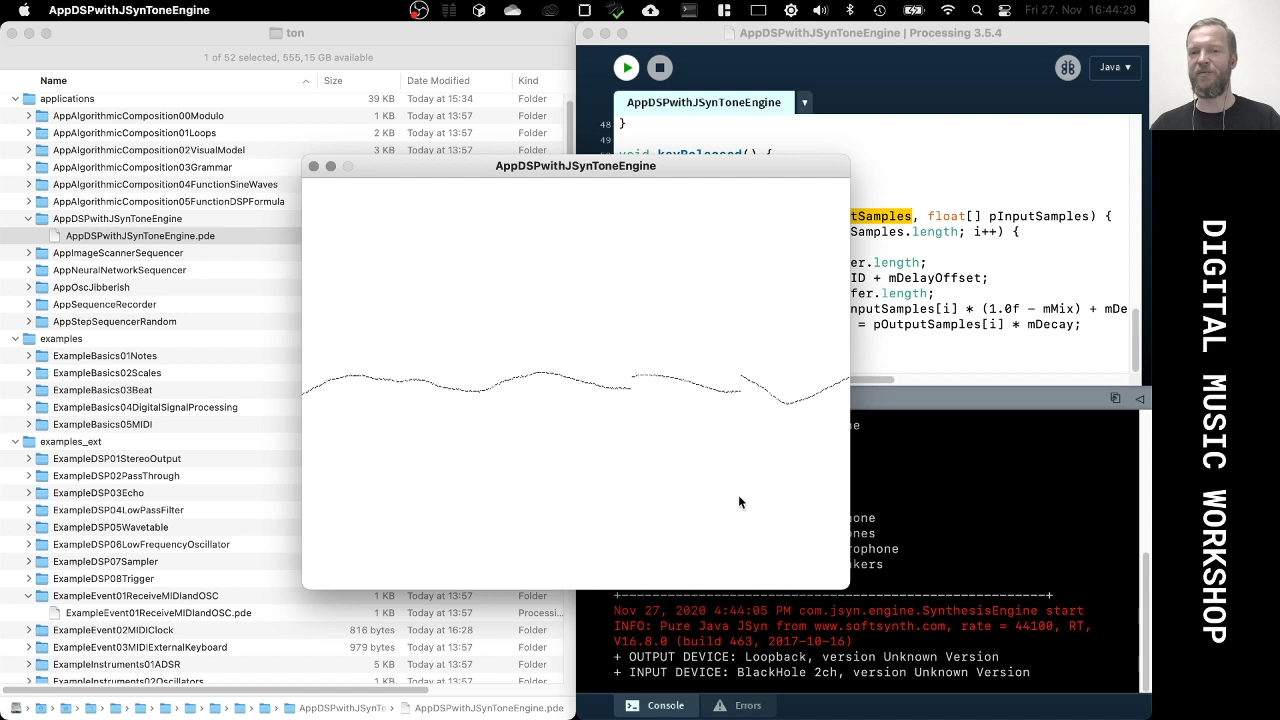 AppDSPwithJSynToneEngine
Fri 27. Nov 16:44:29
ton
1 of 52 selected, 555,15 GB available
Name Size Date Modified Kind
applications 39 KB Today at 15:34 Folder
AppAlgorithmicComposition00Modulo 1 KB Today at 13:57 Folder
AppAlgorithmicComposition01Loops 2 KB Today at 13:57 Folder
AppAlgorithmicComposition02VisualModel 3 KB Today at 13:57 Folder
AppAlgorithmicComposition03Grammar
AppAlgorithmicComposition04FunctionSineWaves
AppAlgorithmicComposition05FunctionDSPFormula
AppDSPwithJSynToneEngine
AppDSPwithJSynToneEngine.pde
AppImageScannerSequencer
AppNeuralNetworkSequencer
AppOscJibberish
AppSequenceRecorder
AppStepSequencerRandom
examples
ExampleBasics01Notes
ExampleBasics02Scales
ExampleBasics03Beat
ExampleBasics04DigitalSignalProcessing
ExampleBasics05MIDI
examples_ext
ExampleDSP01StereoOutput
ExampleDSP02PassThrough
ExampleDSP03Echo
ExampleDSP04LowPassFilter
ExampleDSP05Wavetable
ExampleDSP06LowFrequencyOscillator
ExampleDSP07Sampler
ExampleDSP08Trigger
ExampleEvent01ReceiveMIDIandOSC 1 KB Today at 13:57 Folder
ExampleEvent01ReceiveMIDIandOSC.pde 1 KB Today at 13:57 Processi...
ExampleEvent02MIDIClock 816 bytes Today at 16:28 Folder
ExampleEvent03MIDIExternalKeyboard 979 bytes Today at 13:57 Folder
ExampleInstruments01ADSR 5 KB Today at 13:57 Folder
ExampleInstruments02Oscillators
AppDSPwithJSynTo
AppDSPwithJSynToneEngine.pde
AppDSPwithJSynToneEngine
AppDSPwithJSynToneEngine | Processing 3.5.4
Java
AppDSPwithJSynToneEngine
48 }
49
void keyReleased() {
tSamples, float[] pInputSamples) {
Samples.length; i++) {
er.length;
ID + mDelayOffset;
fer.length;
nputSamples[i] * (1.0f - mMix) + mDe
= pOutputSamples[i] * mDecay;
ne
one
nes
rophone
kers
+------------------------------------------------------+
Nov 27, 2020 4:44:05 PM com.jsyn.engine.SynthesisEngine start
INFO: Pure Java JSyn from www.softsynth.com, rate = 44100, RT,
V16.8.0 (build 463, 2017-10-16)
+ OUTPUT DEVICE: Loopback, version Unknown Version
+ INPUT DEVICE: BlackHole 2ch, version Unknown Version
Console
Errors
DIGITAL MUSIC WORKSHOP